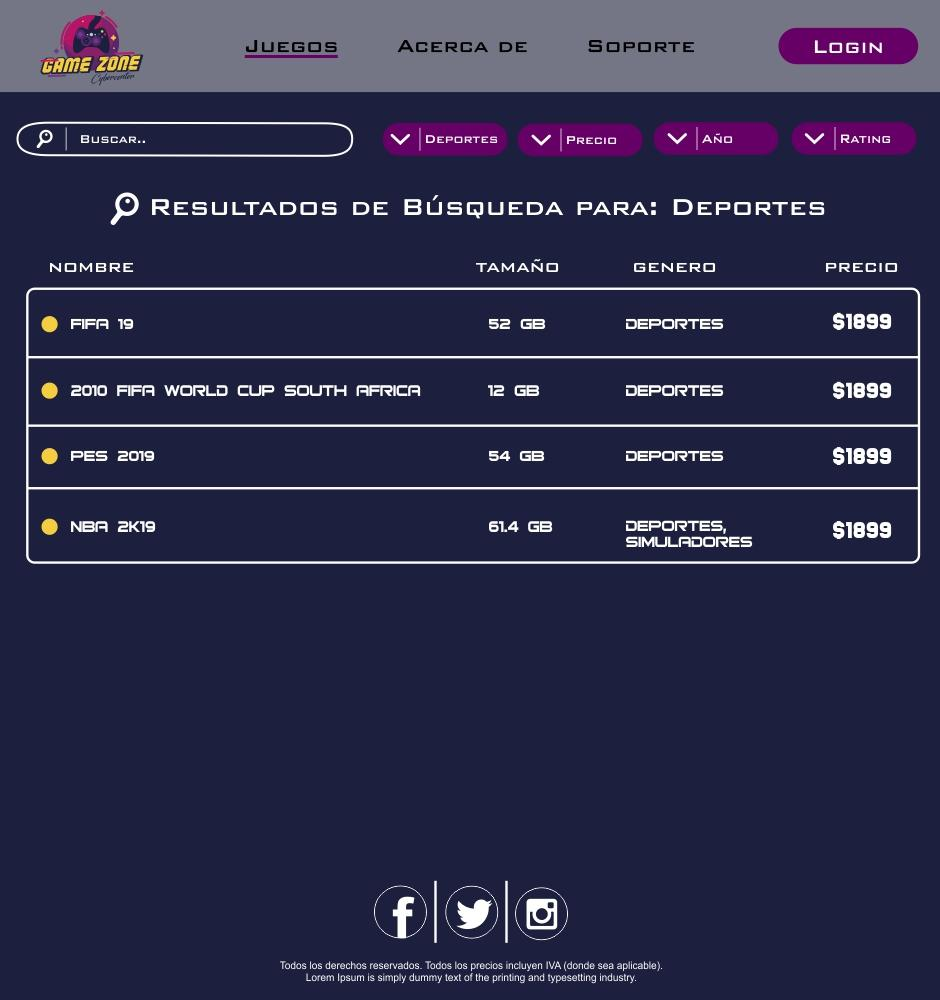 GAME ZONE
Cybercenter
Juegos Acerca de Soporte Login
Buscar.. Deportes Precio Año Rating
Resultados de Búsqueda para: Deportes
NOMBRE TAMAÑO GENERO PRECIO
FIFA 19 52 GB DEPORTES $1899
2010 FIFA WORLD CUP SOUTH AFRICA 12 GB DEPORTES $1899
PES 2019 54 GB DEPORTES $1899
NBA 2K19 61.4 GB DEPORTES, $1899
SIMULADORES
Todos los derechos reservados. Todos los precios incluyen IVA (donde sea aplicable).
Lorem Ipsum is simply dummy text of the printing and typesetting industry.